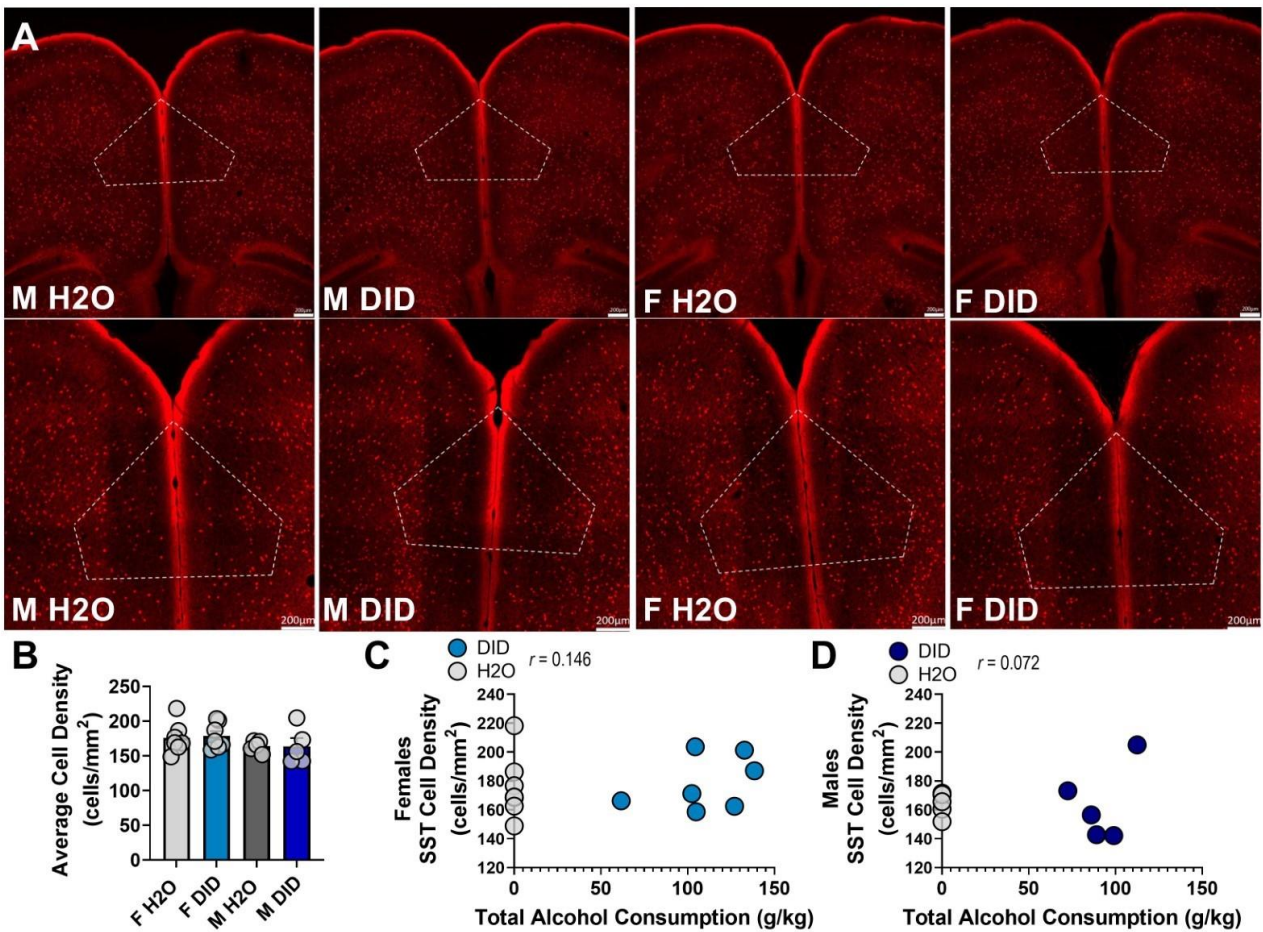 A
M H2O
200µm
M DID
200µm
F H2O
200µm
F DID
200µm
M H2O
200µm
M DID
200µm
F H2O
200µm
F DID
200µm
B
Average Cell Density
(cells/mm²)
250
200
150
100
50
0
F H2O
F DID
M H2O
M DID
C
DID
H2O
r = 0.146
Females
SST Cell Density
(cells/mm²)
240
220
200
180
160
140
120
0
50
100
150
Total Alcohol Consumption (g/kg)
D
DID
H2O
r = 0.072
Males
SST Cell Density
(cells/mm²)
240
220
200
180
160
140
120
0
50
100
150
Total Alcohol Consumption (g/kg)